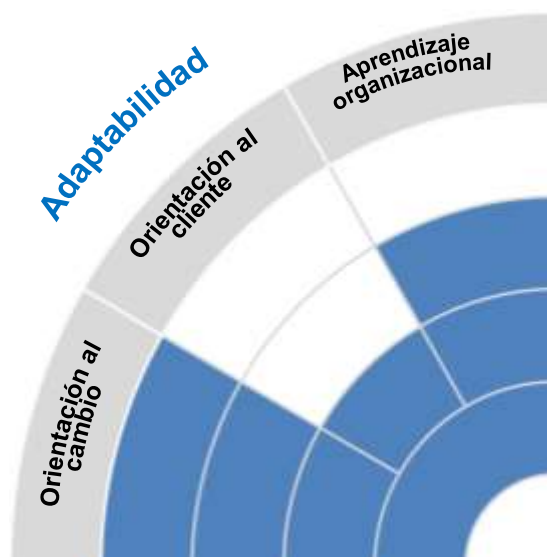 Adaptabilidad
Aprendizaje
organizacional
Orientación al
cliente
Orientación al
cambio